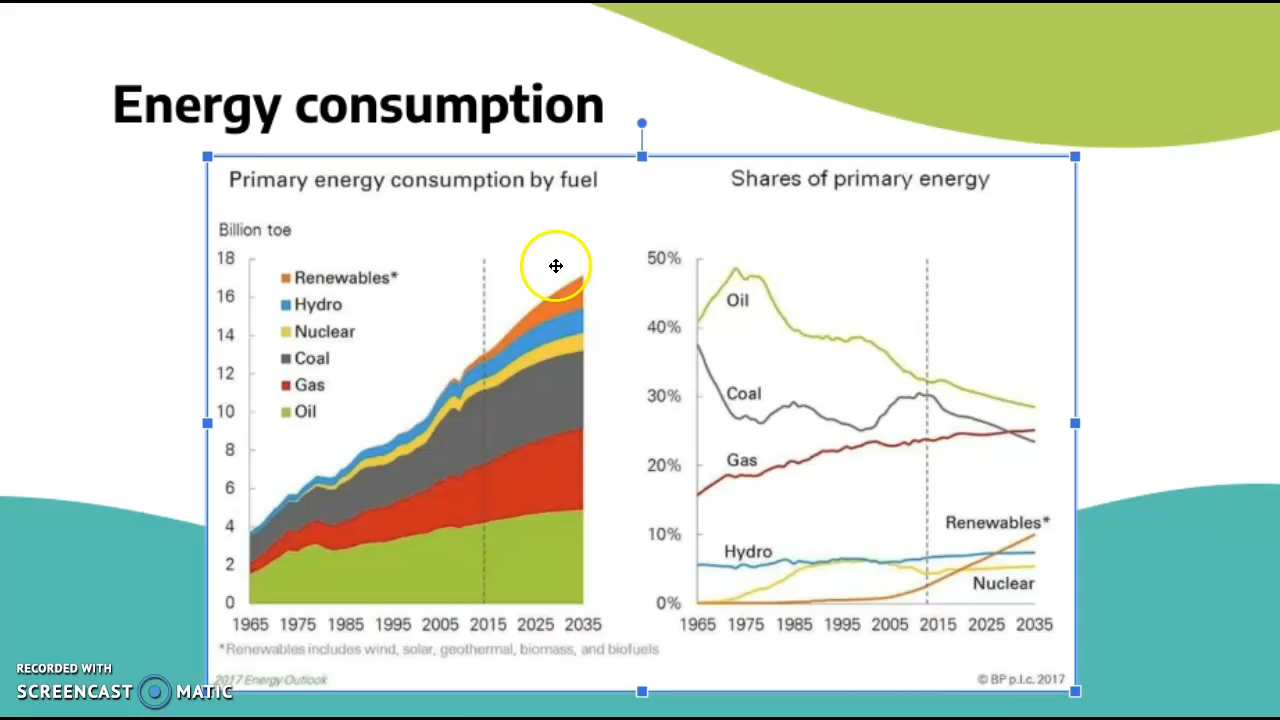 Energy consumption
Primary energy consumption by fuel
Billion toe
18
16
14
12
10
8
6
4
2
0
Renewables*
Hydro
Nuclear
Coal
Gas
Oil
1965 1975 1985 1995 2005 2015 2025 2035
*Renewables includes wind, solar, geothermal, biomass, and biofuels
2017 Energy Outlook
Shares of primary energy
50%
40%
30%
20%
10%
0%
Oil
Coal
Gas
Renewables*
Hydro
Nuclear
1965 1975 1985 1995 2005 2015 2025 2035
© BP p.l.c. 2017
RECORDED WITH
SCREENCAST MATIC